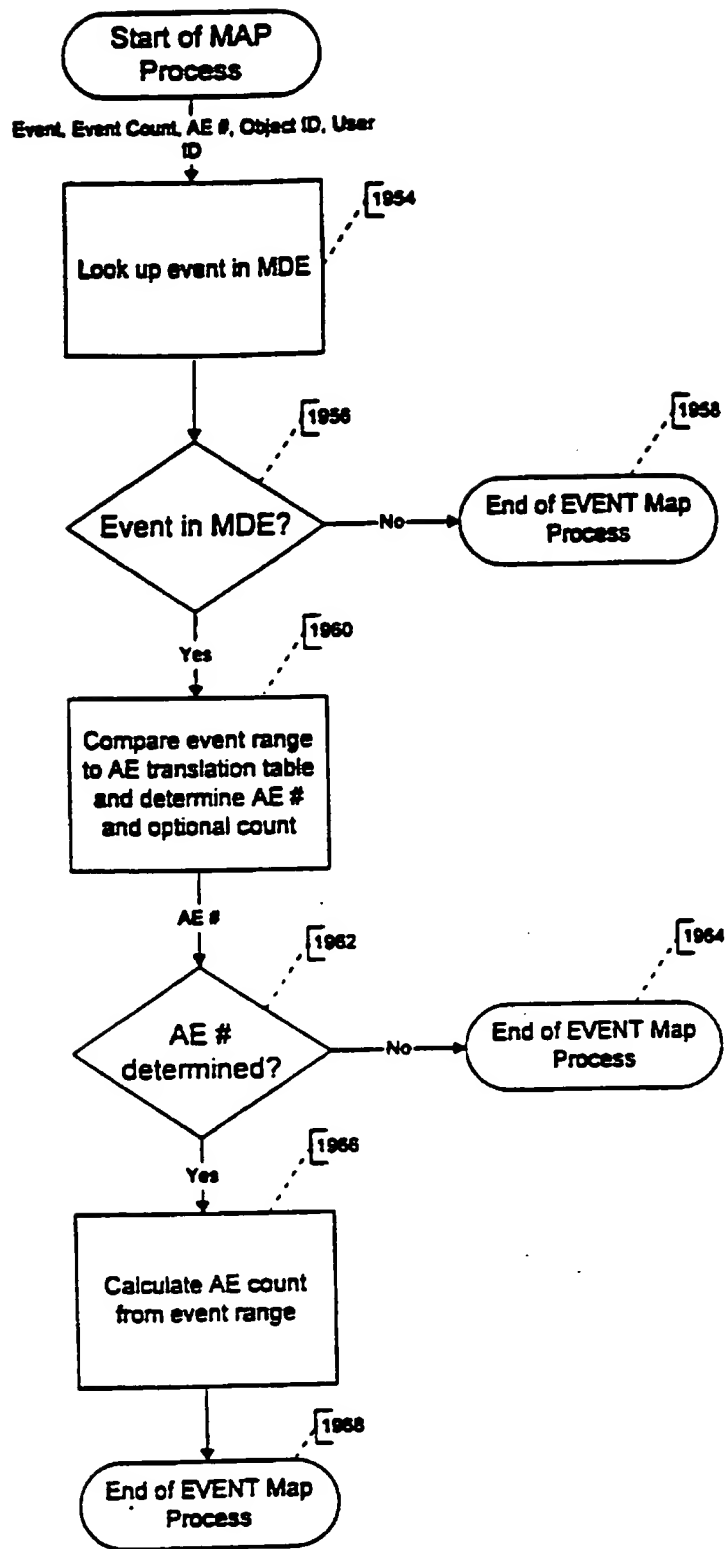 Start of MAP
Process
Event, Event Count, AE #, Object ID, User
ID
1954
Look up event in MDE
1956
1958
Event in MDE?
No
End of EVENT Map
Process
Yes
1960
Compare event range
to AE translation table
and determine AE #
and optional count
AE #
1962
1964
AE #
determined?
No
End of EVENT Map
Process
Yes
1966
Calculate AE count
from event range
1968
End of EVENT Map
Process